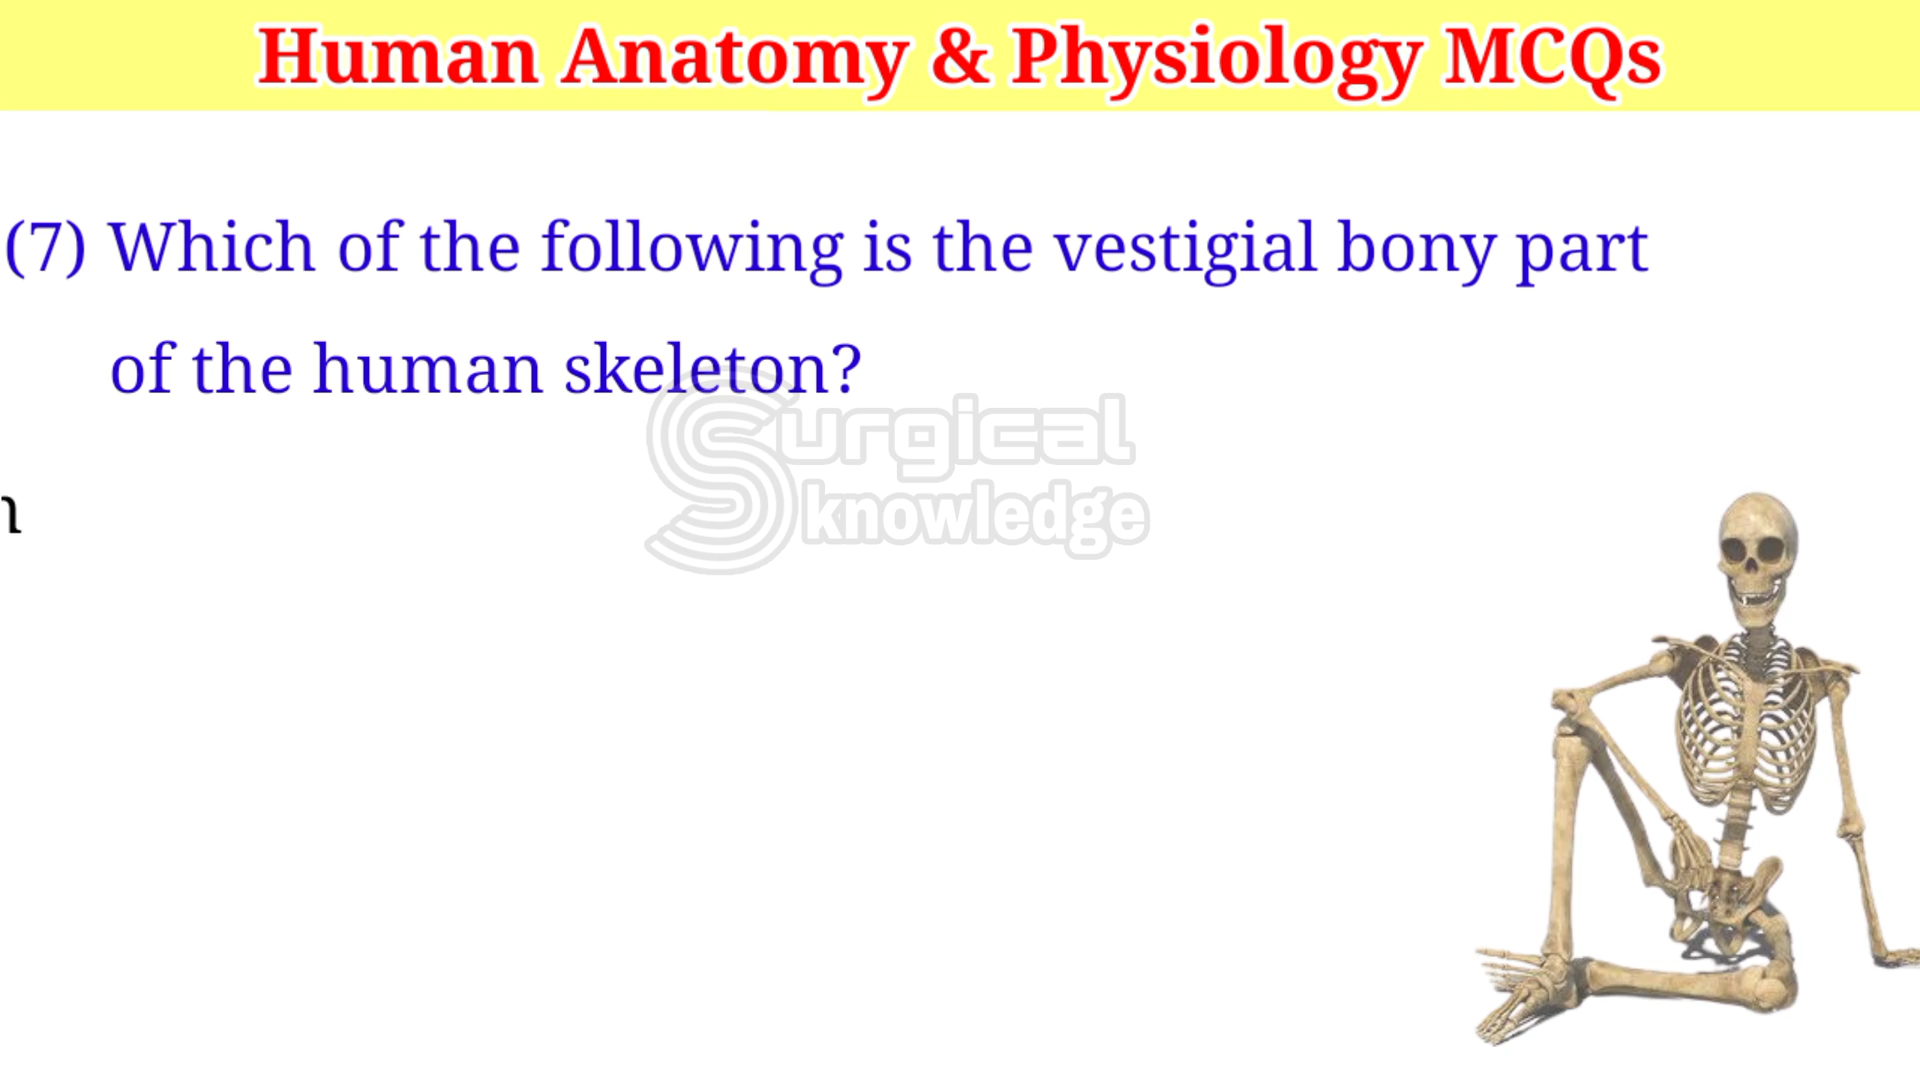 Human Anatomy & Physiology MCQs
(7) Which of the following is the vestigial bony part
of the human skeleton?
Surgical
knowledge
n